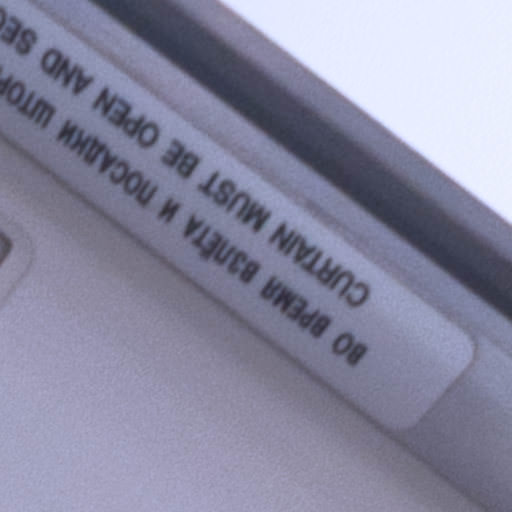 ВО ВРЕМЯ ВЗЛЁТА И ПОСАДКИ
CURTAIN MUST BE OPEN AND